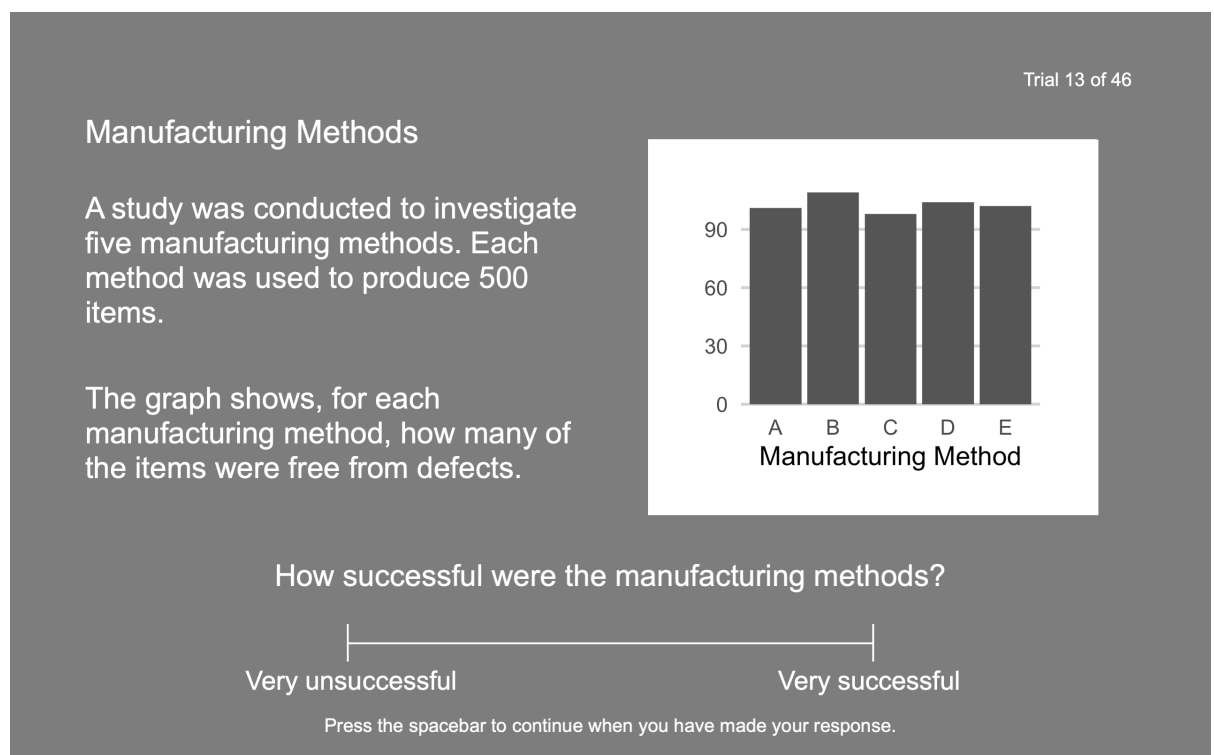 Trial 13 of 46
Manufacturing Methods
A study was conducted to investigate
five manufacturing methods. Each
method was used to produce 500
items.
The graph shows, for each
manufacturing method, how many of
the items were free from defects.
90
60
30
0
A B C D E
Manufacturing Method
How successful were the manufacturing methods?
Very unsuccessful Very successful
Press the spacebar to continue when you have made your response.